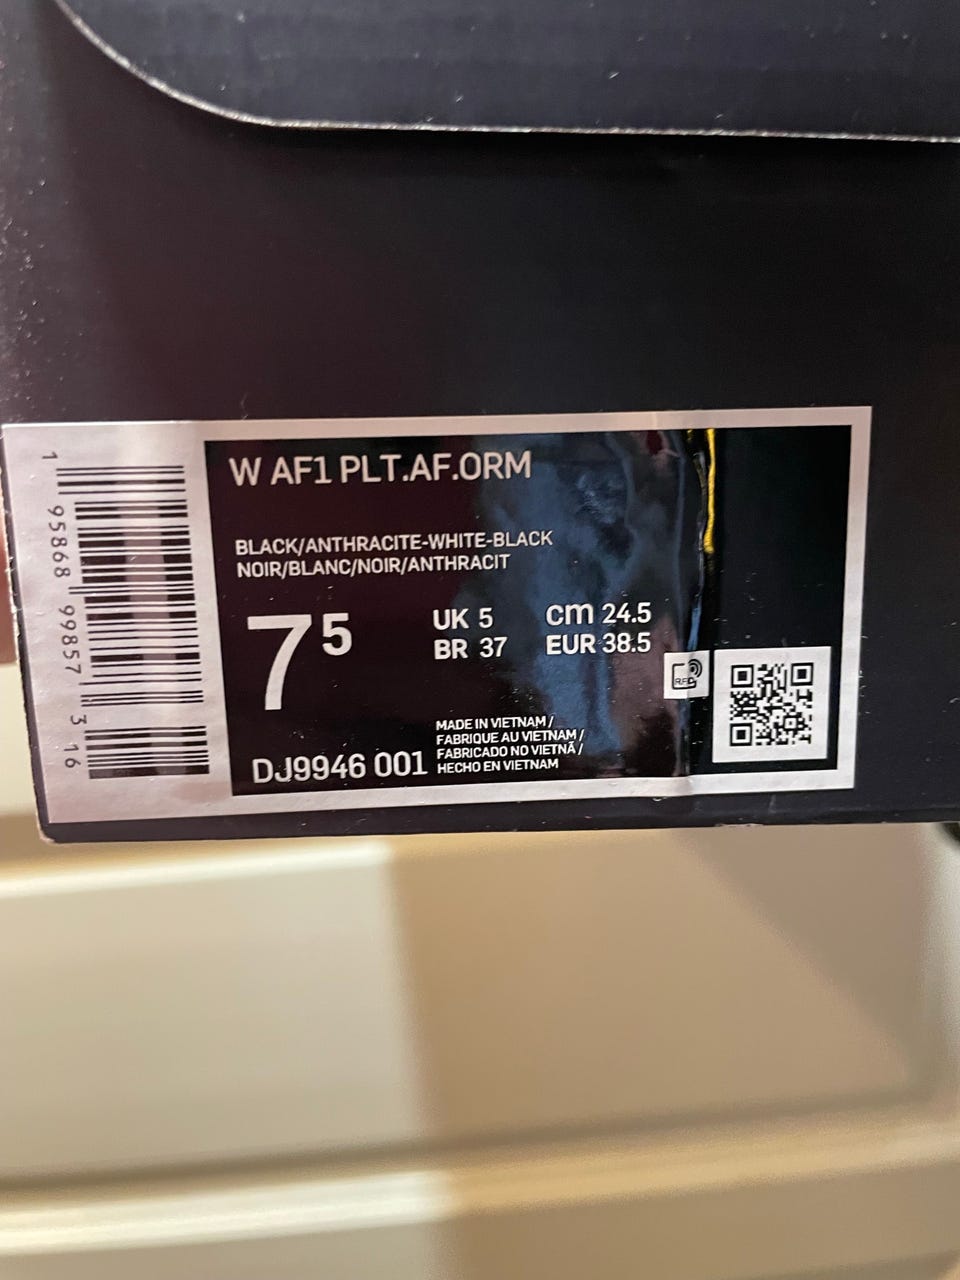 W AF1 PLT.AF.ORM
BLACK/ANTHRACITE-WHITE-BLACK
NOIR/BLANC/NOIR/ANTHRACIT
7⁵
UK 5 cm 24.5
BR 37 EUR 38.5
RFID
MADE IN VIETNAM /
FABRIQUE AU VIETNAM /
FABRICADO NO VIETNÃ /
HECHO EN VIETNAM
DJ9946 001
1 95868 99857 3 16